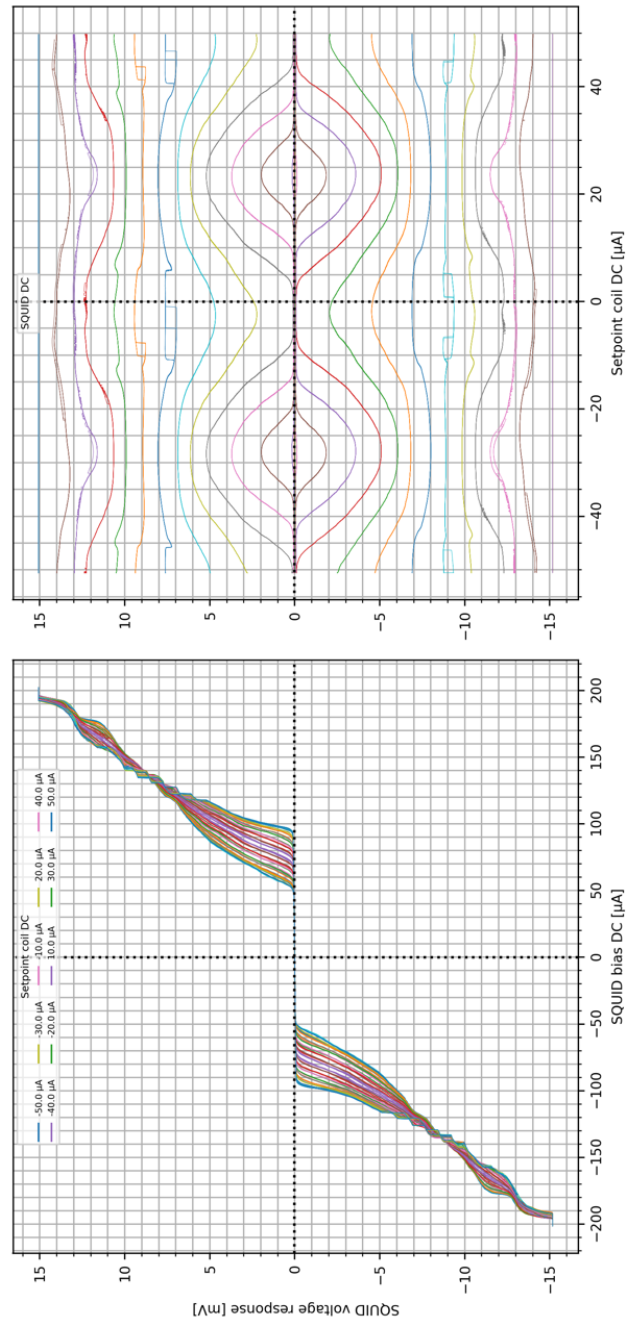 SQUID voltage response [mV]
15
10
5
0
−5
−10
−15
Setpoint coil DC
-50.0 µA -30.0 µA -10.0 µA 20.0 µA 40.0 µA
-40.0 µA -20.0 µA 10.0 µA 30.0 µA 50.0 µA
−200 −150 −100 −50 0 50 100 150 200
SQUID bias DC [µA]
15
10
5
0
−5
−10
−15
SQUID DC
−40 −20 0 20 40
Setpoint coil DC [µA]